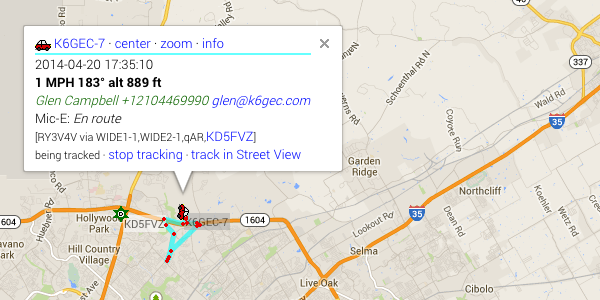 K6GEC-7 · center · zoom · info
2014-04-20 17:35:10
1 MPH 183° alt 889 ft
Glen Campbell +12104469990 glen@k6gec.com
Mic-E: En route
[RY3V4V via WIDE1-1,WIDE2-1,qAR,KD5FVZ]
being tracked · stop tracking · track in Street View
Schoenthal Rd N
337
Wald Rd
35
Coyote Run
Garden
Ridge
Northcliff
Koehler
Wetz Rd
Dean Rd
35
Lookout Rd
Selma
Cibolo
Live Oak
1604
K6GEC-7
KD5FVZ
Hollywood
Park
Huebner Rd
604
Hill Country
Village